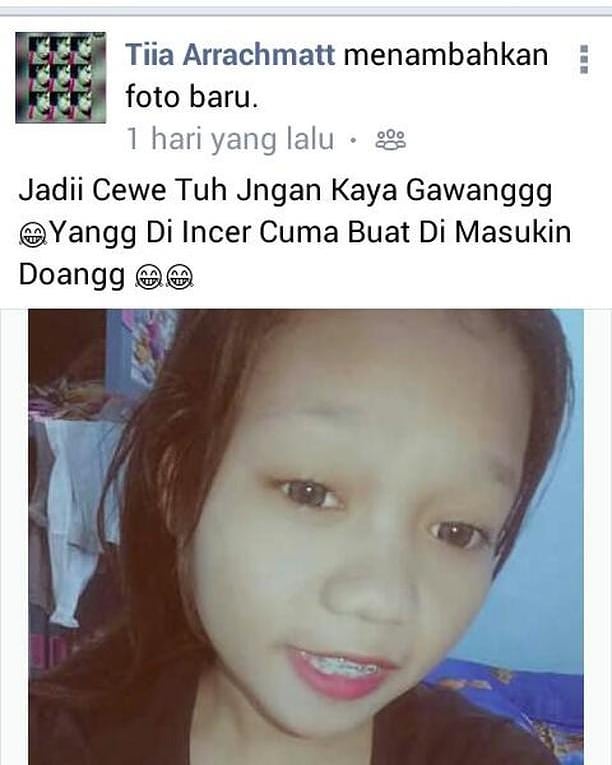 Tiia Arrachmatt menambahkan
foto baru.
1 hari yang lalu ·
Jadii Cewe Tuh Jngan Kaya Gawanggg
😁Yangg Di Incer Cuma Buat Di Masukin
Doangg 😁😁